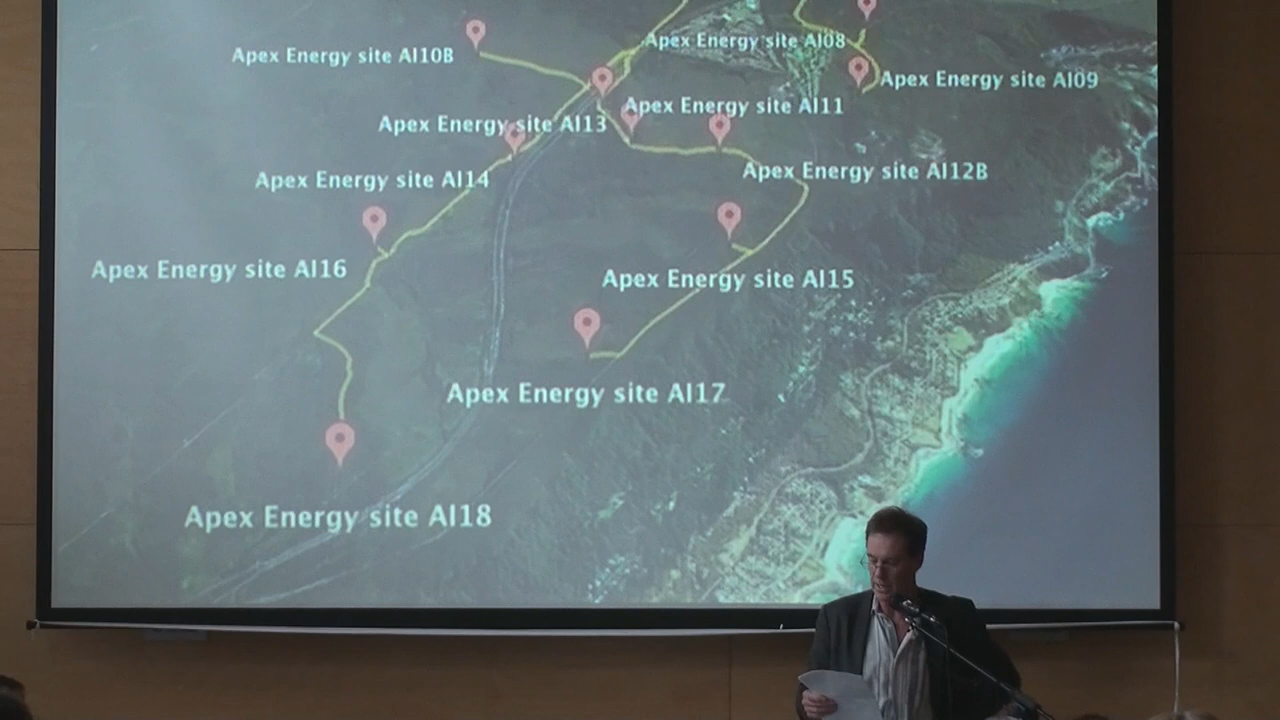 Apex Energy site AI08
Apex Energy site AI10B
Apex Energy site AI09
Apex Energy site AI11
Apex Energy site AI13
Apex Energy site AI12B
Apex Energy site AI14
Apex Energy site AI16
Apex Energy site AI15
Apex Energy site AI17
Apex Energy site AI18